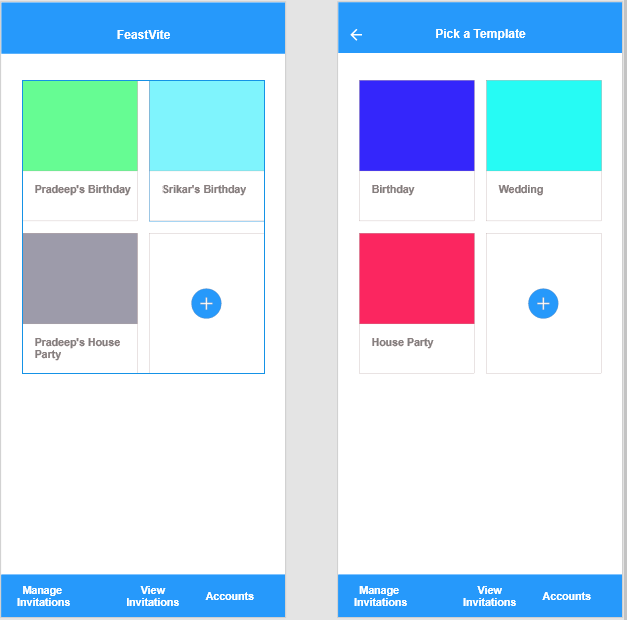 FeastVite
Pradeep's Birthday
Srikar's Birthday
Pradeep's House
Party
Manage
Invitations
View
Invitations
Accounts
Pick a Template
Birthday
Wedding
House Party
Manage
Invitations
View
Invitations
Accounts